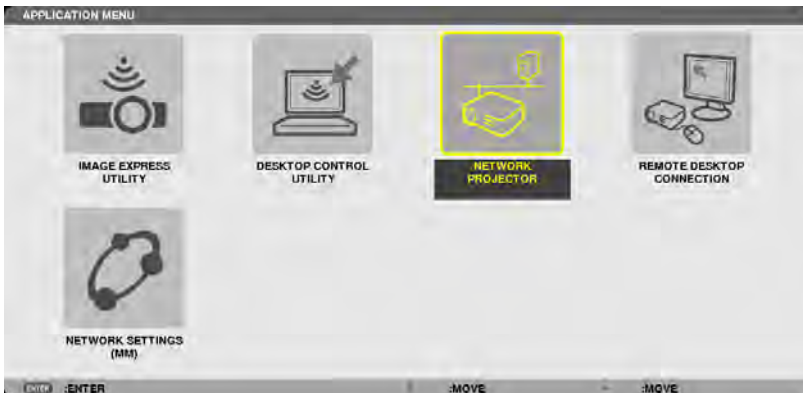 APPLICATION MENU
IMAGE EXPRESS
UTILITY
DESKTOP CONTROL
UTILITY
NETWORK
PROJECTOR
REMOTE DESKTOP
CONNECTION
NETWORK SETTINGS
(MM)
ENTER :ENTER :MOVE :MOVE